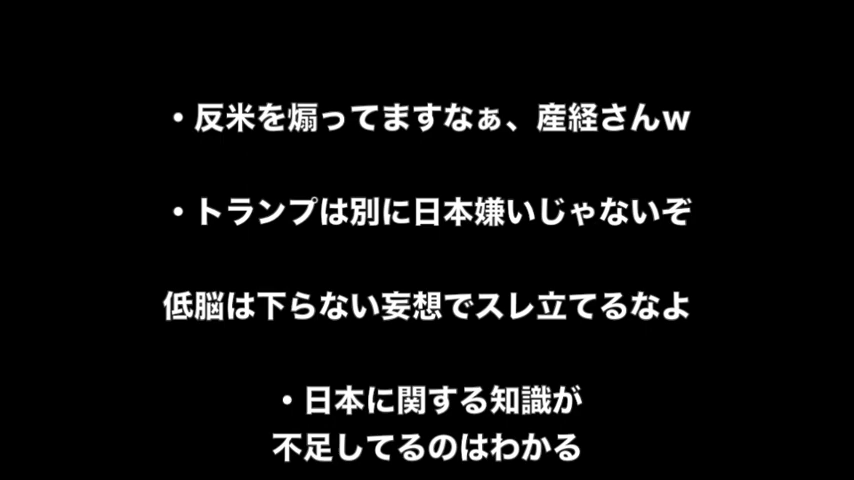 ・反米を煽ってますなぁ、産経さんｗ
・トランプは別に日本嫌いじゃないぞ
低脳は下らない妄想でスレ立てるなよ
・日本に関する知識が
不足してるのはわかる